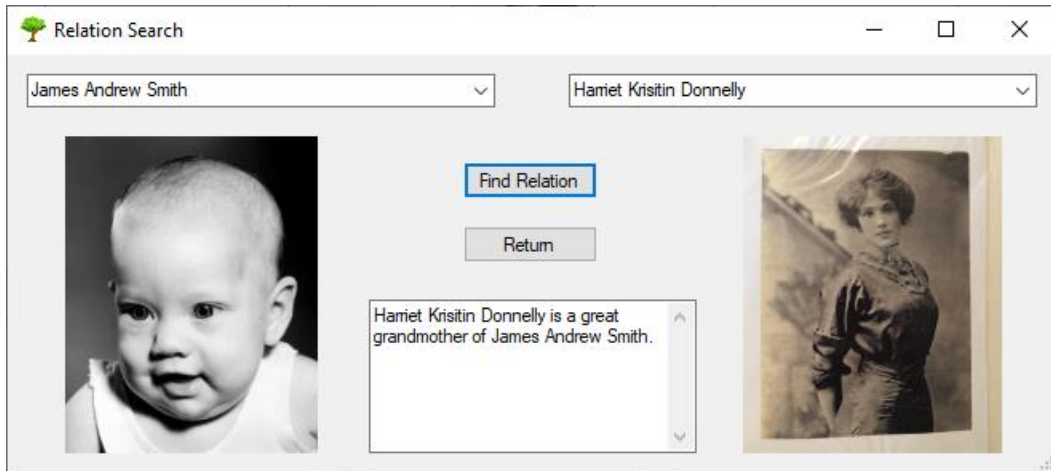 Relation Search
James Andrew Smith
Harriet Krisitin Donnelly
Find Relation
Return
Harriet Krisitin Donnelly is a great
grandmother of James Andrew Smith.